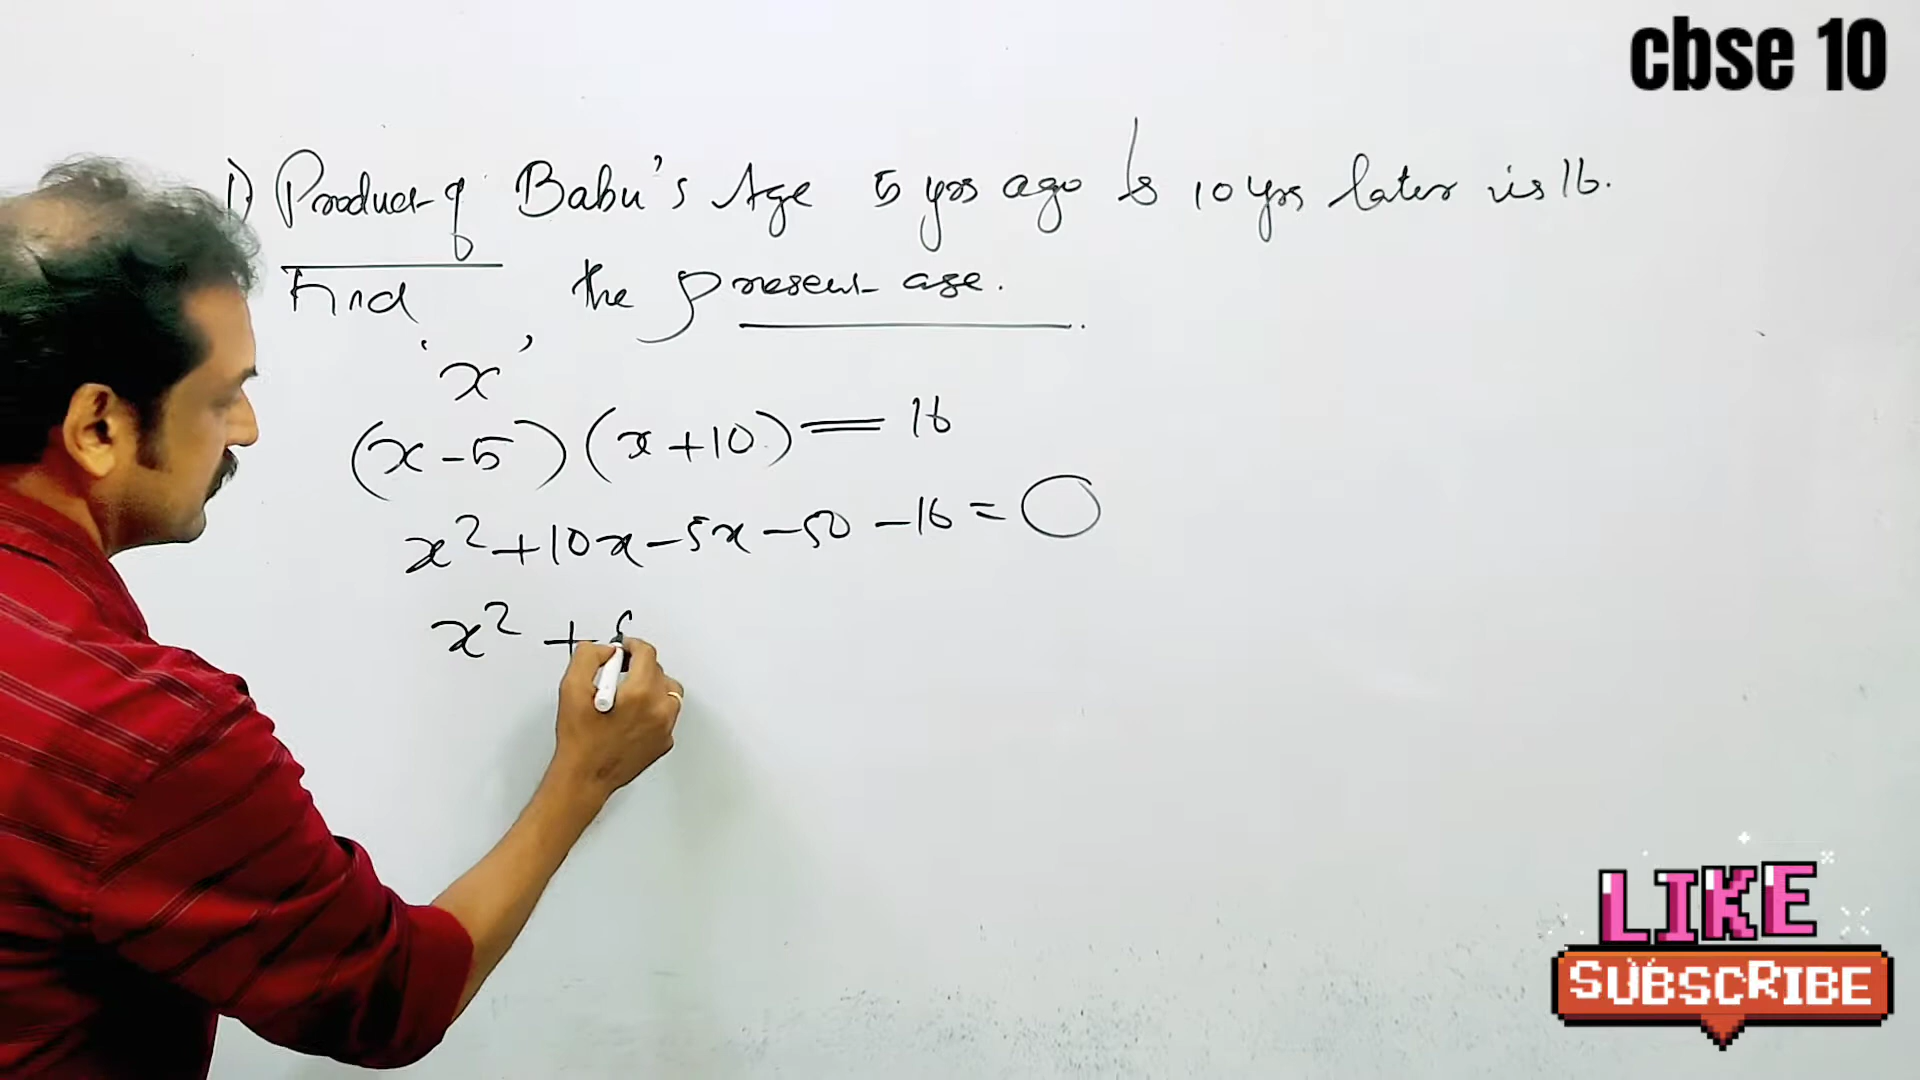 cbse 10
1) Product of Babu's Age 5 yrs ago & 10 yrs later is 16.
Find the present age.
'x'
(x-5)(x+10) = 16
x²+10x-5x-50-16=0
x² +
LIKE
SUBSCRIBE